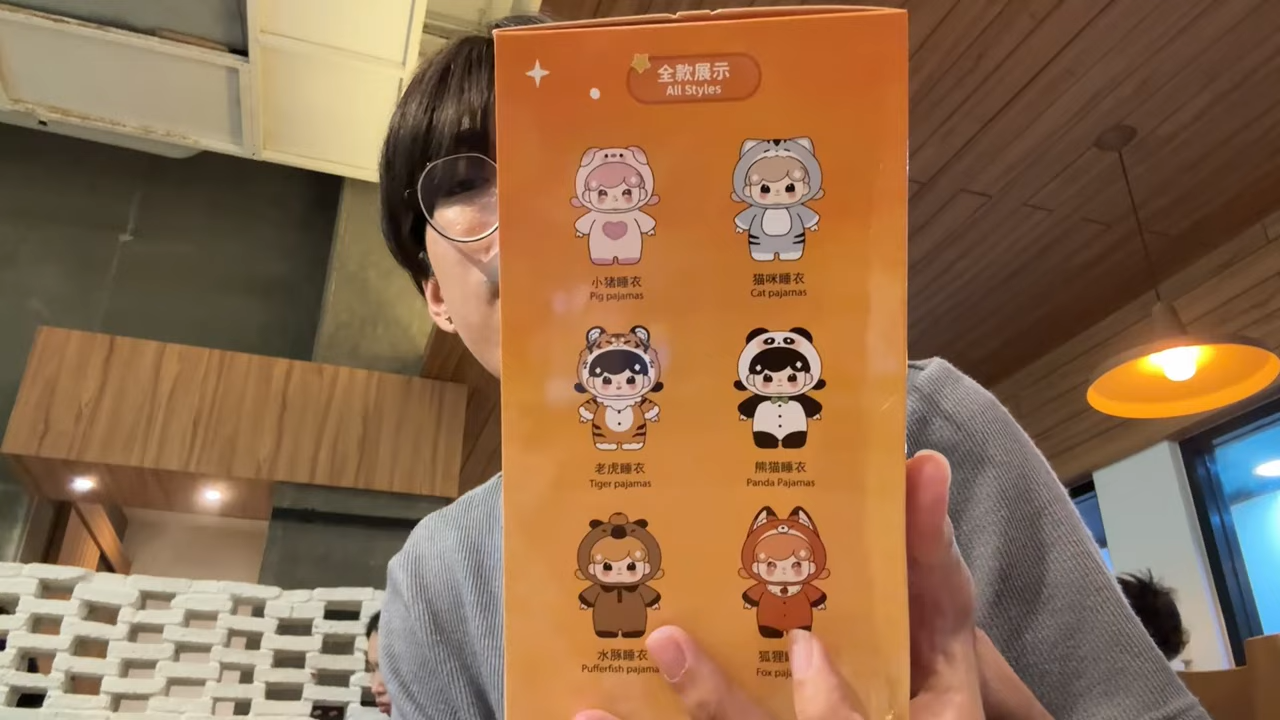 全款展示
All Styles
小猪睡衣
Pig pajamas
猫咪睡衣
Cat pajamas
老虎睡衣
Tiger pajamas
熊猫睡衣
Panda Pajamas
水豚睡衣
Pufferfish pajama
狐狸
Fox paja